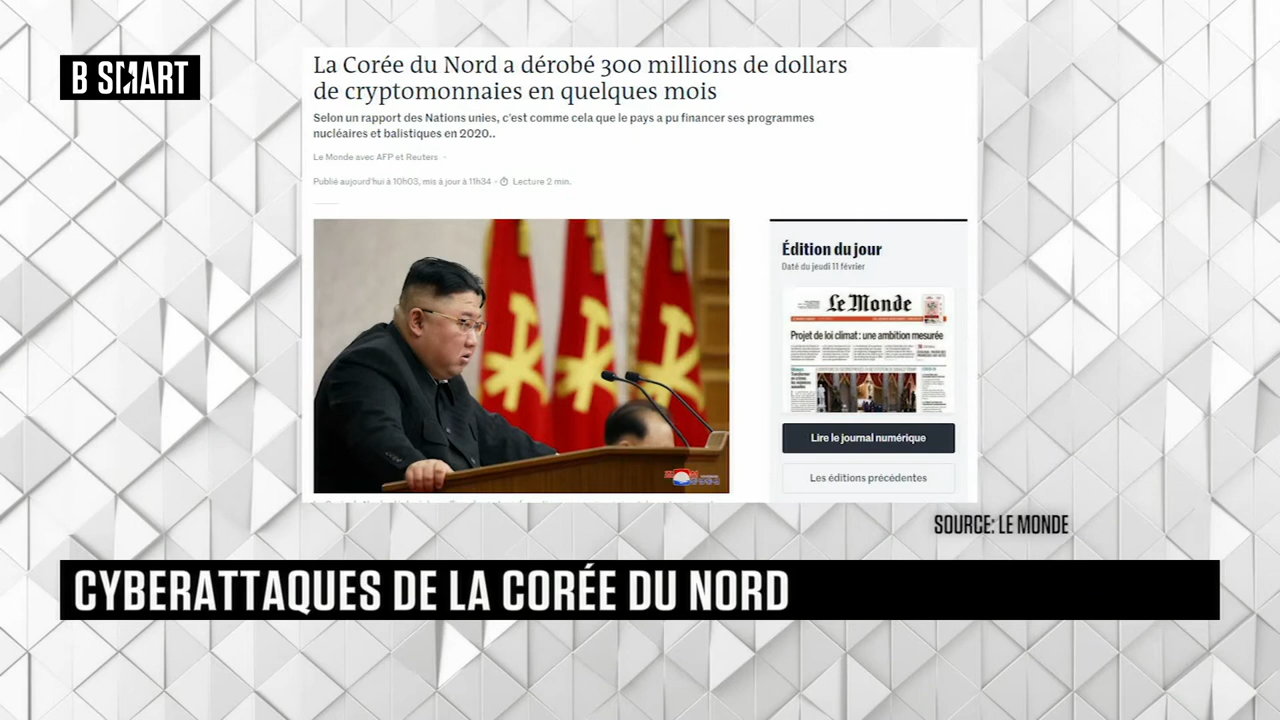 B SMART
La Corée du Nord a dérobé 300 millions de dollars
de cryptomonnaies en quelques mois
Selon un rapport des Nations unies, c'est comme cela que le pays a pu financer ses programmes
nucléaires et balistiques en 2020..
Le Monde avec AFP et Reuters
Publié aujourd'hui à 10h03, mis à jour à 11h34 - Lecture 2 min.
Édition du jour
Daté du jeudi 11 février
Le Monde
Projet de loi climat : une ambition mesurée
Lire le journal numérique
Les éditions précédentes
SOURCE: LE MONDE
CYBERATTAQUES DE LA CORÉE DU NORD